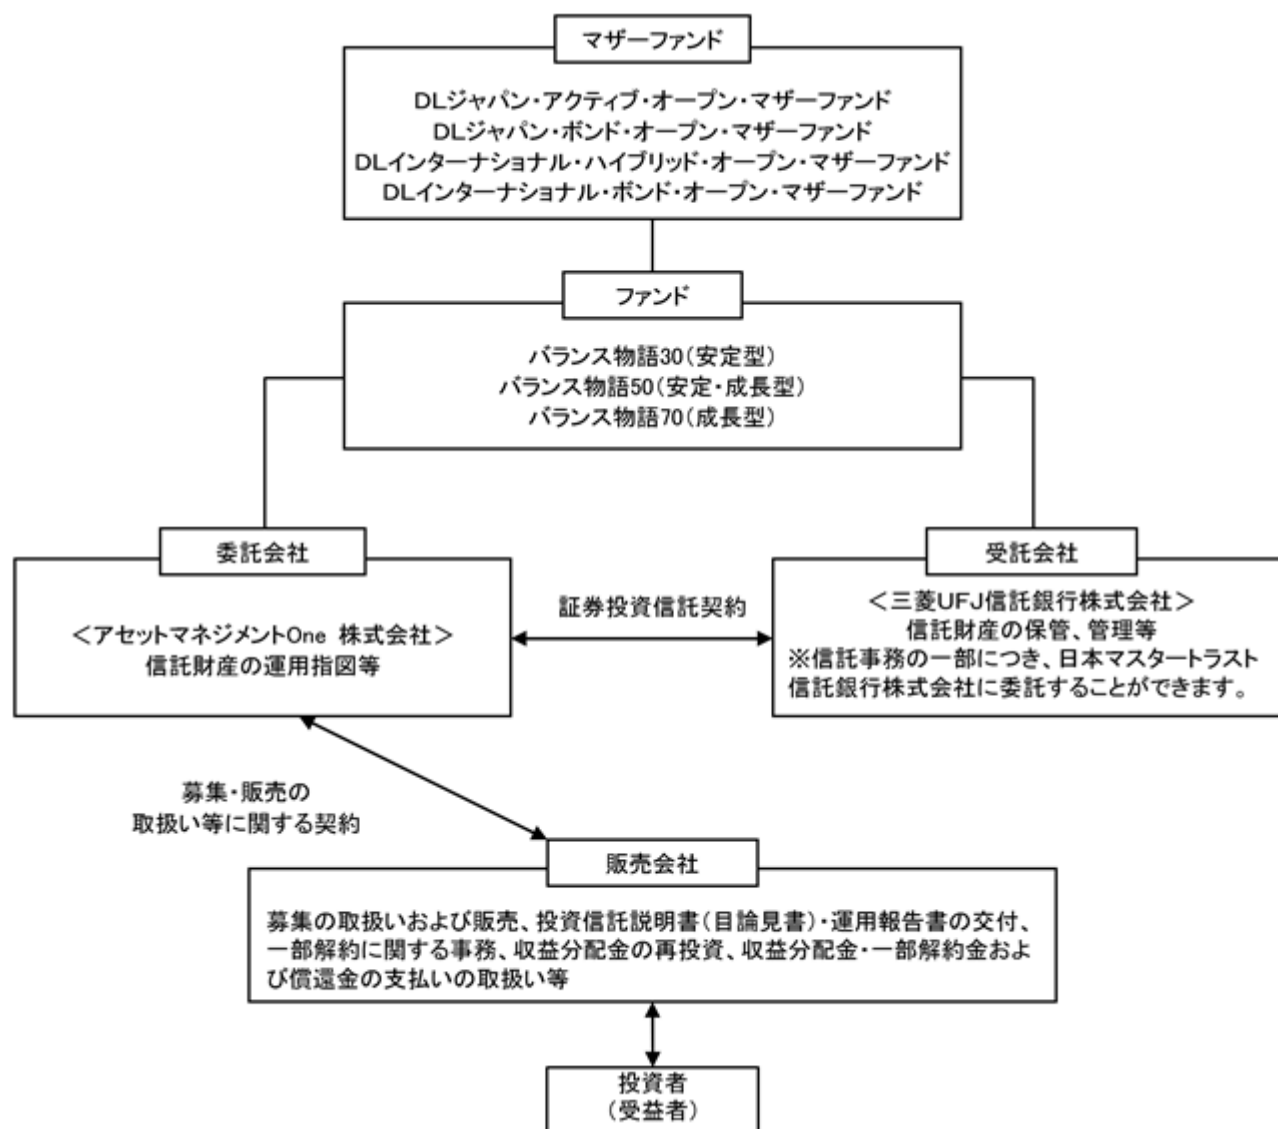 マザーファンド
DLジャパン・アクティブ・オープン・マザーファンド
DLジャパン・ボンド・オープン・マザーファンド
DLインターナショナル・ハイブリッド・オープン・マザーファンド
DLインターナショナル・ボンド・オープン・マザーファンド
ファンド
バランス物語30(安定型)
バランス物語50(安定・成長型)
バランス物語70(成長型)
委託会社
<アセットマネジメントOne 株式会社>
信託財産の運用指図等
証券投資信託契約
受託会社
<三菱UFJ信託銀行株式会社>
信託財産の保管、管理等
※信託事務の一部につき、日本マスタートラスト
信託銀行株式会社に委託することができます。
募集・販売の
取扱い等に関する契約
販売会社
募集の取扱いおよび販売、投資信託説明書(目論見書)・運用報告書の交付、
一部解約に関する事務、収益分配金の再投資、収益分配金・一部解約金およ
び償還金の支払いの取扱い等
投資者
(受益者)